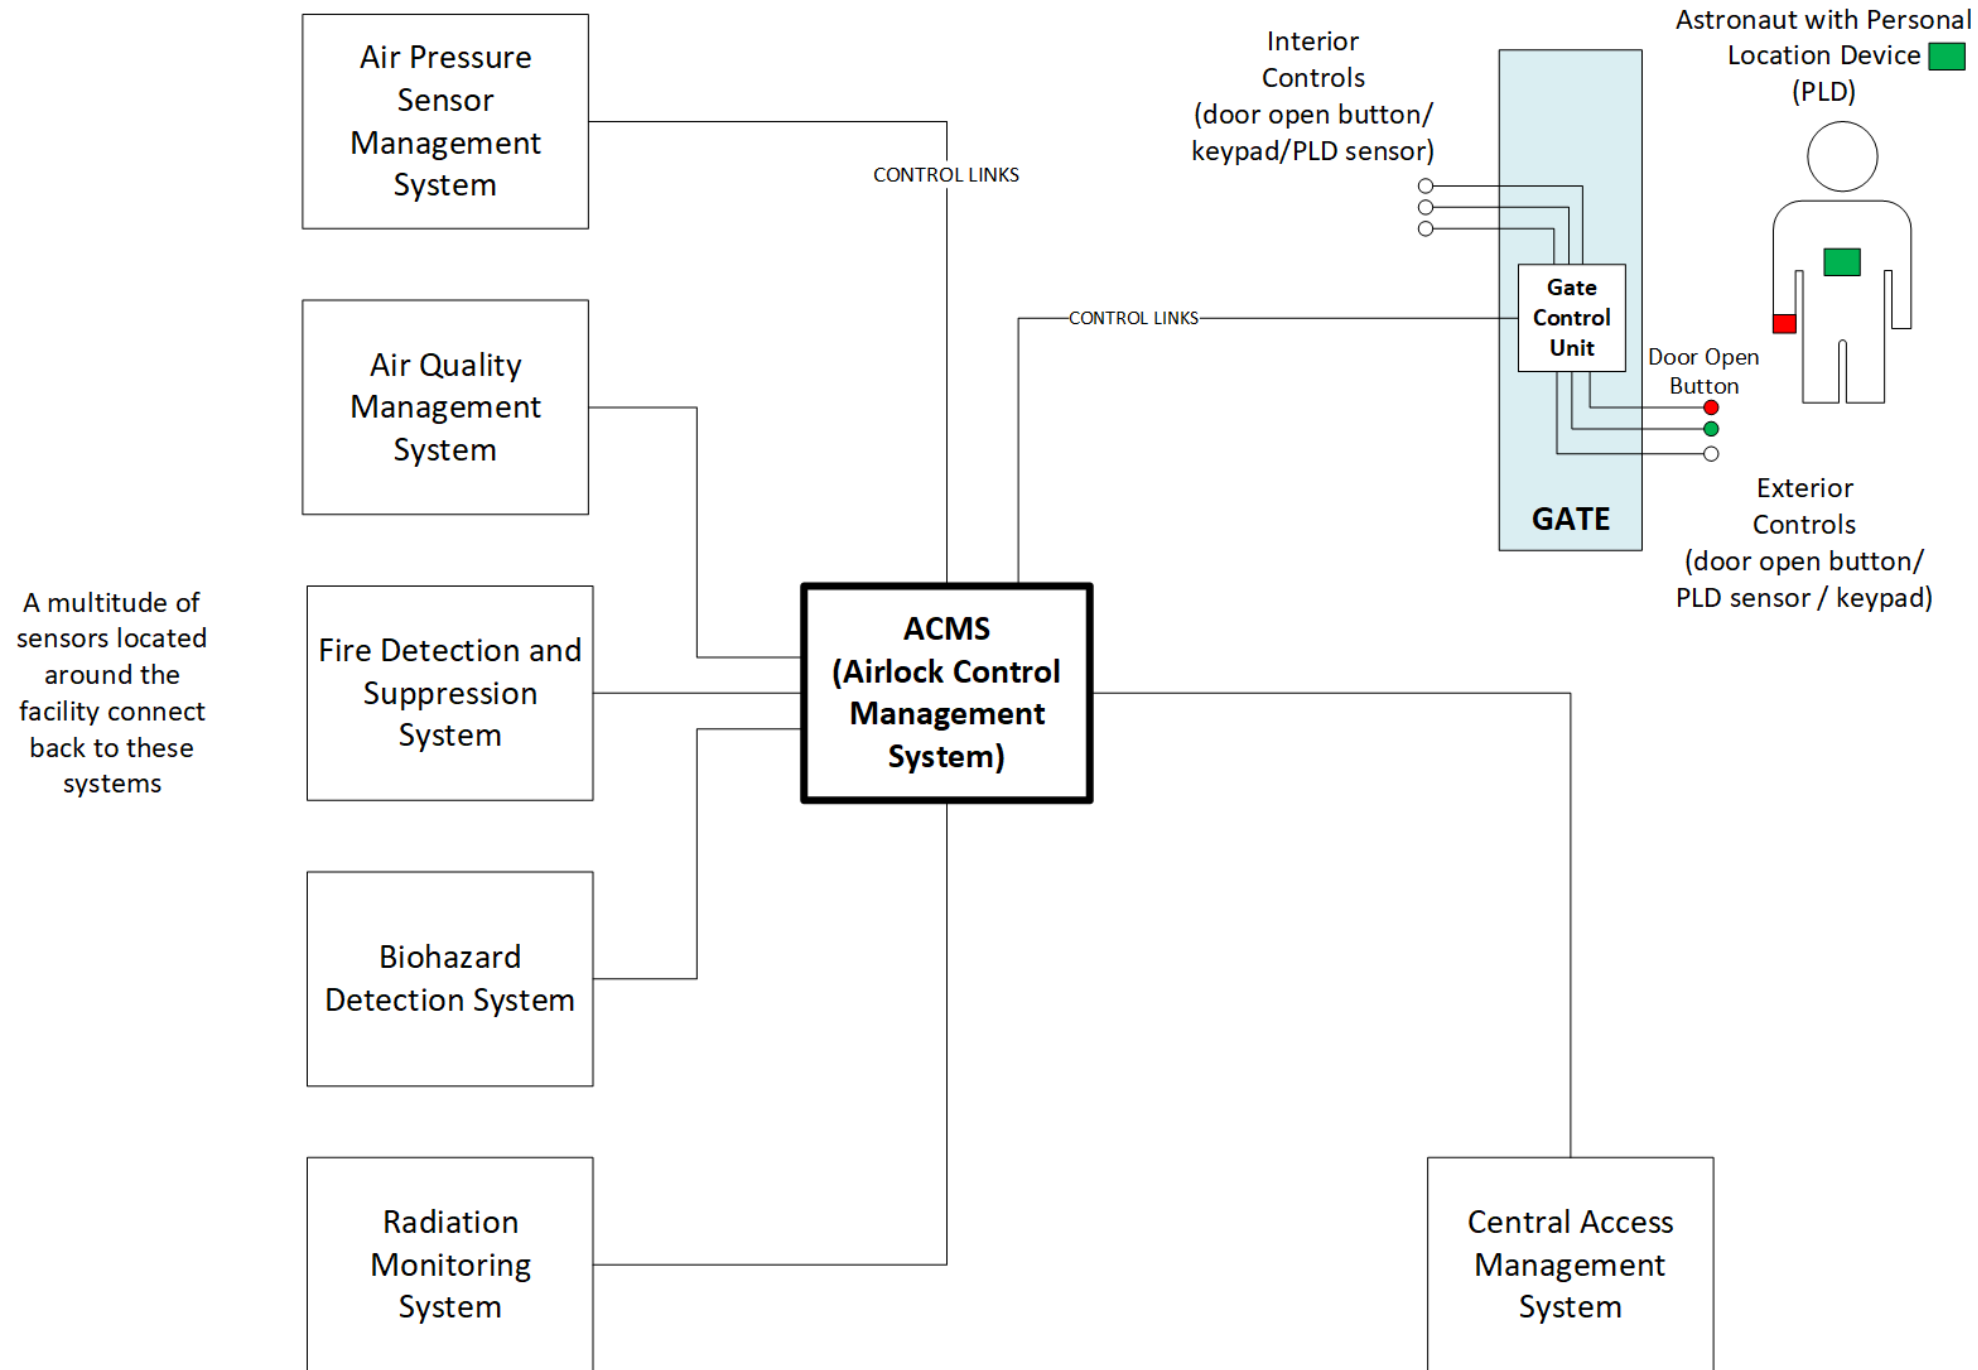 Air Pressure
Sensor
Management
System
CONTROL LINKS
Interior
Controls
(door open button/
keypad/PLD sensor)
Astronaut with Personal
Location Device
(PLD)
Air Quality
Management
System
CONTROL LINKS
Gate
Control
Unit
Door Open
Button
GATE
Exterior
Controls
(door open button/
PLD sensor / keypad)
A multitude of
sensors located
around the
facility connect
back to these
systems
Fire Detection and
Suppression
System
ACMS
(Airlock Control
Management
System)
Biohazard
Detection System
Radiation
Monitoring
System
Central Access
Management
System